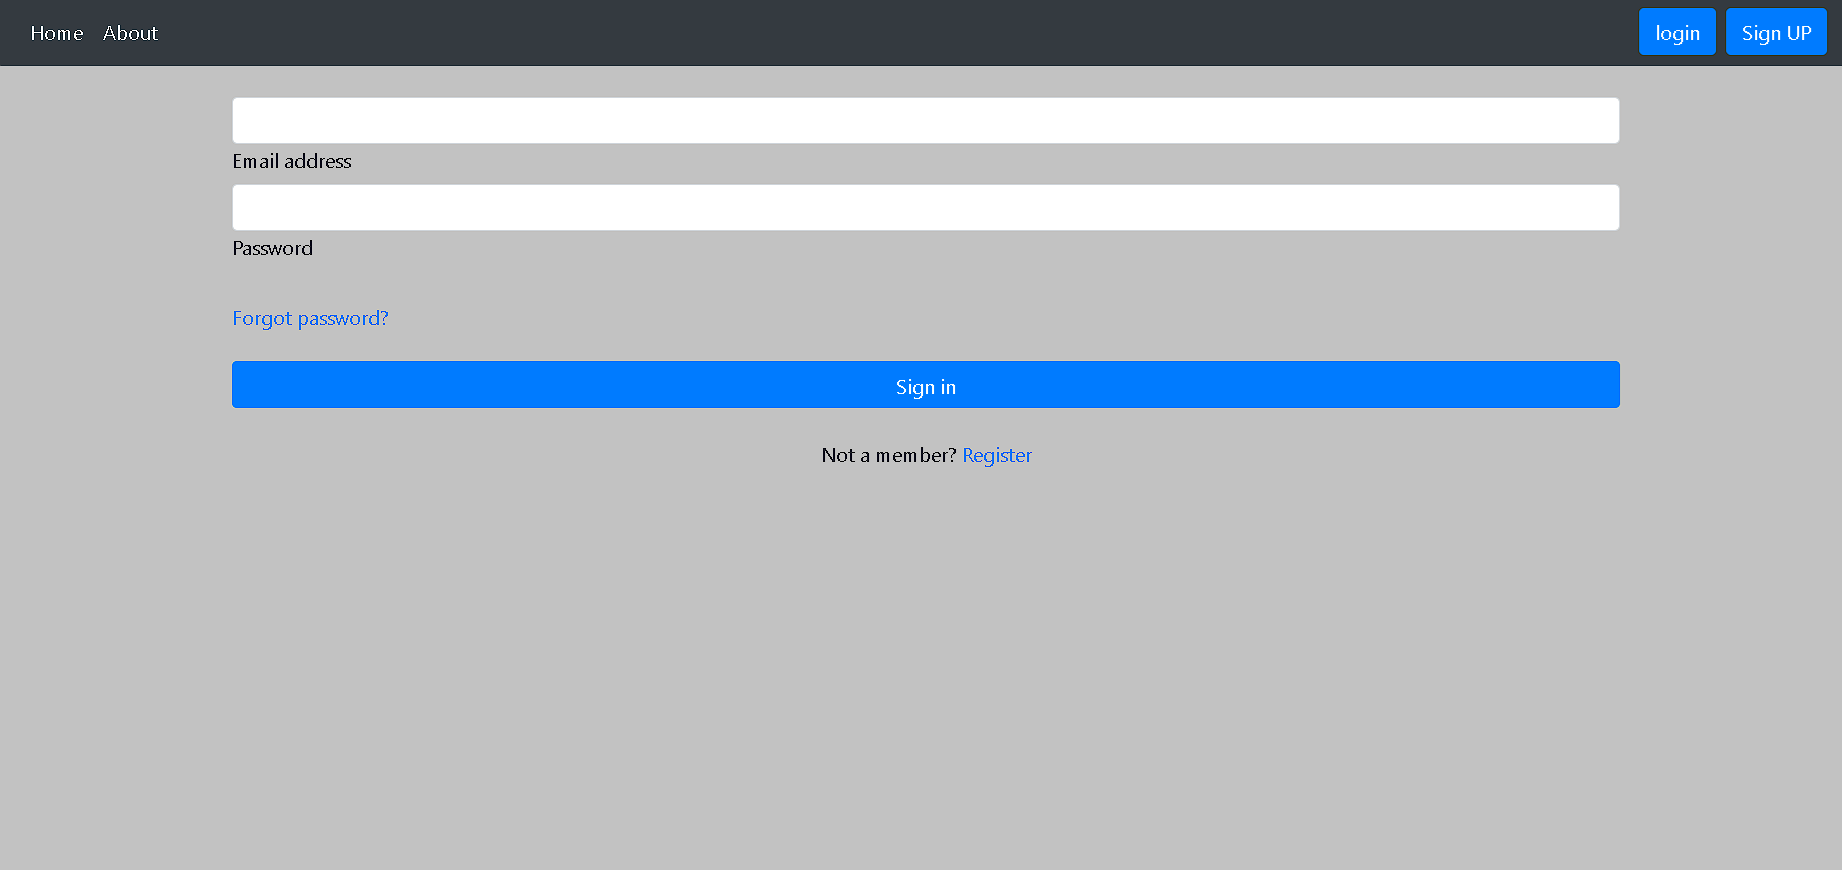 Home About login Sign UP
Email address
Password
Forgot password?
Sign in
Not a member? Register